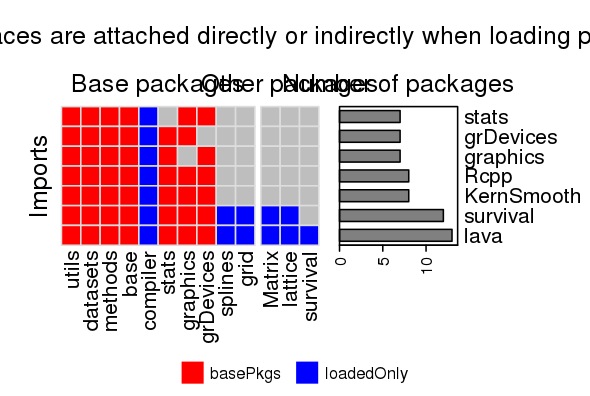 aces are attached directly or indirectly when loading p
Base packages
Other packages
Number of packages
Imports
stats
grDevices
graphics
Rcpp
KernSmooth
survival
lava
0
5
10
utils
datasets
methods
base
compiler
stats
graphics
grDevices
splines
grid
Matrix
lattice
survival
basePkgs
loadedOnly